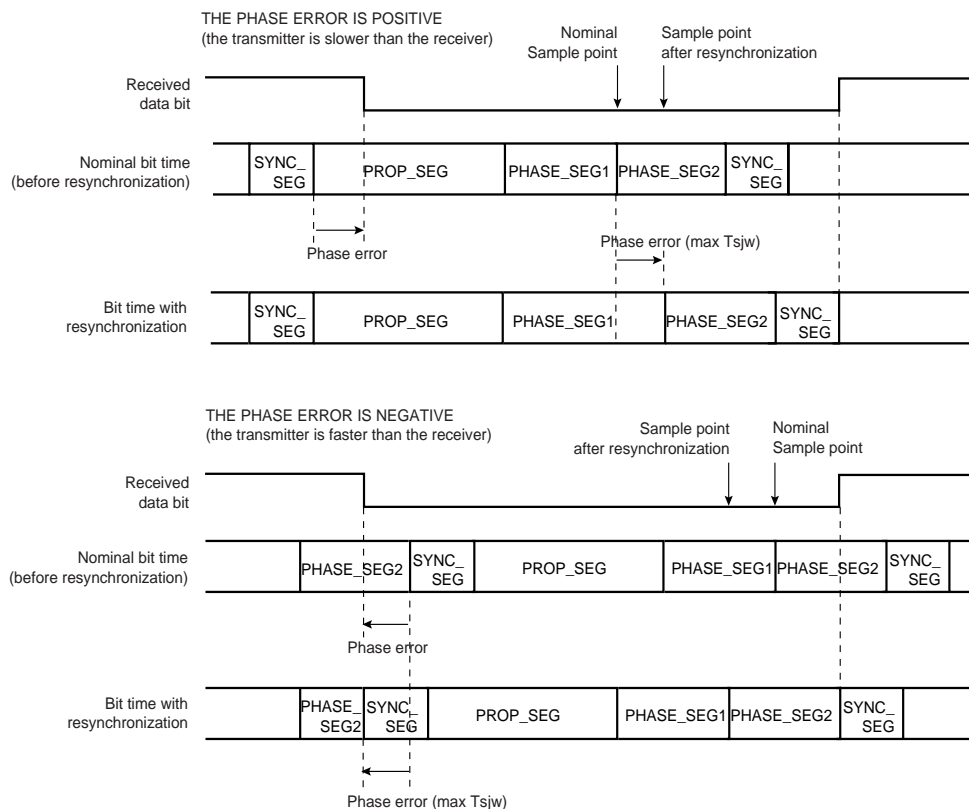 THE PHASE ERROR IS POSITIVE
(the transmitter is slower than the receiver)
Nominal
Sample point
Sample point
after resynchronization
Received
data bit
Nominal bit time
(before resynchronization)
SYNC_
SEG
PROP_SEG
PHASE_SEG1
PHASE_SEG2
SYNC_
SEG
Phase error
Phase error (max Tsjw)
Bit time with
resynchronization
SYNC_
SEG
PROP_SEG
PHASE_SEG1
PHASE_SEG2
SYNC_
SEG
THE PHASE ERROR IS NEGATIVE
(the transmitter is faster than the receiver)
Sample point
after resynchronization
Nominal
Sample point
Received
data bit
Nominal bit time
(before resynchronization)
PHASE_SEG2
SYNC_
SEG
PROP_SEG
PHASE_SEG1
PHASE_SEG2
SYNC_
SEG
Phase error
Bit time with
resynchronization
PHASE_
SEG2
SYNC_
SEG
PROP_SEG
PHASE_SEG1
PHASE_SEG2
SYNC_
SEG
Phase error (max Tsjw)